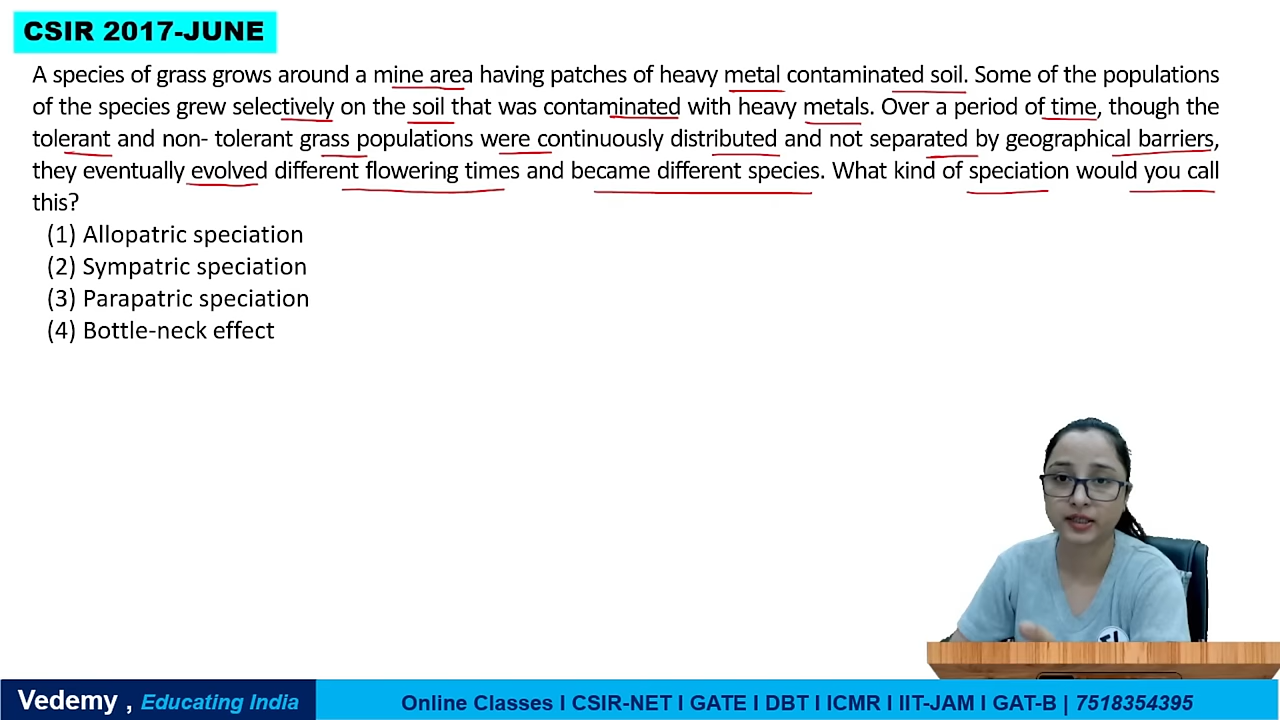 CSIR 2017-JUNE
A species of grass grows around a mine area having patches of heavy metal contaminated soil. Some of the populations
of the species grew selectively on the soil that was contaminated with heavy metals. Over a period of time, though the
tolerant and non- tolerant grass populations were continuously distributed and not separated by geographical barriers,
they eventually evolved different flowering times and became different species. What kind of speciation would you call
this?
(1) Allopatric speciation
(2) Sympatric speciation
(3) Parapatric speciation
(4) Bottle-neck effect
Vedemy , Educating India
Online Classes I CSIR-NET I GATE I DBT I ICMR I IIT-JAM I GAT-B | 7518354395